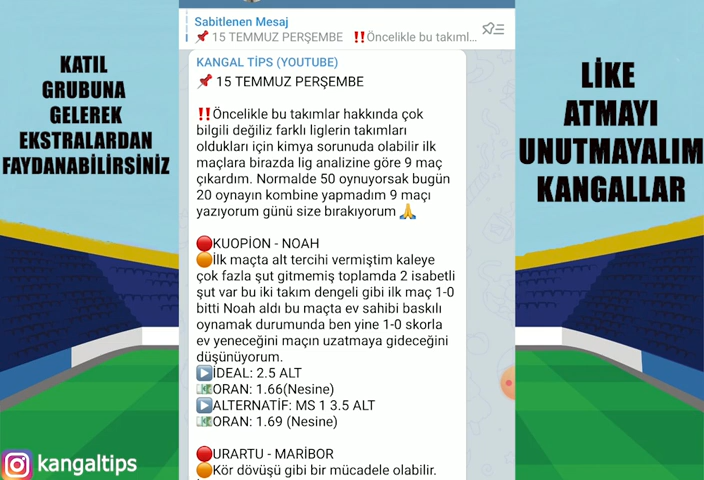 KATIL
GRUBUNA
GELEREK
EKSTRALARDAN
FAYDANABİLİRSİNİZ
Sabitlenen Mesaj
📌 15 TEMMUZ PERŞEMBE ‼️Öncelikle bu takıml...
KANGAL TİPS (YOUTUBE)
📌 15 TEMMUZ PERŞEMBE
‼️Öncelikle bu takımlar hakkında çok
bilgili değiliz farklı liglerin takımları
oldukları için kimya sorunuda olabilir ilk
maçlara birazda lig analizine göre 9 maç
çıkardım. Normalde 50 oynuyorsak bugün
20 oynayın kombine yapmadım 9 maçı
yazıyorum günü size bırakıyorum 🙏
🔴KUOPİON - NOAH
🟠İlk maçta alt tercihi vermiştim kaleye
çok fazla şut gitmemiş toplamda 2 isabetli
şut var bu iki takım dengeli gibi ilk maç 1-0
bitti Noah aldı bu maçta ev sahibi baskılı
oynamak durumunda ben yine 1-0 skorla
ev yeneceğini maçın uzatmaya gideceğini
düşünüyorum.
▶️İDEAL: 2.5 ALT
💵ORAN: 1.66(Nesine)
▶️ALTERNATİF: MS 1 3.5 ALT
💵ORAN: 1.69 (Nesine)
🔴URARTU - MARİBOR
🟠Kör dövüşü gibi bir mücadele olabilir.
LİKE
ATMAYI
UNUTMAYALIM
KANGALLAR
kangaltips